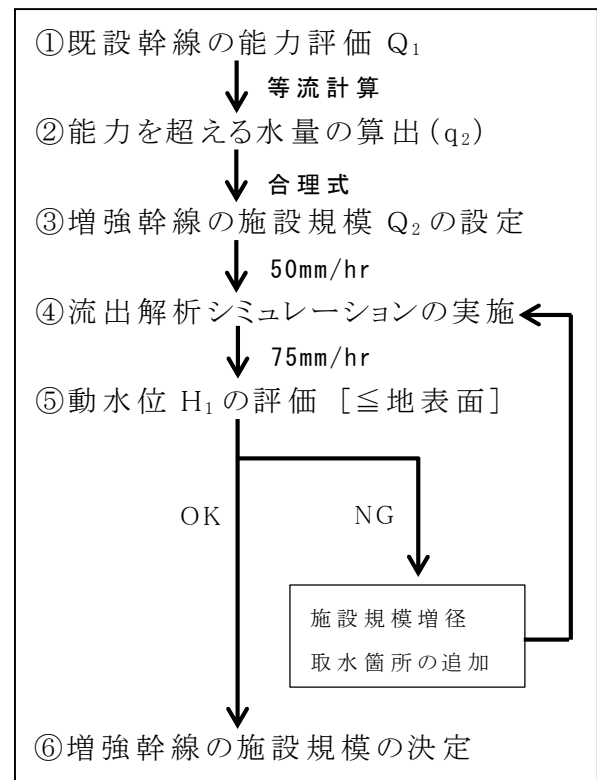 ①既設幹線の能力評価 Q₁
等流計算
②能力を超える水量の算出(q₂)
合理式
③増強幹線の施設規模 Q₂の設定
50mm/hr
④流出解析シミュレーションの実施
75mm/hr
⑤動水位 H₁の評価［≦地表面］
OK
NG
施設規模増径
取水箇所の追加
⑥増強幹線の施設規模の決定